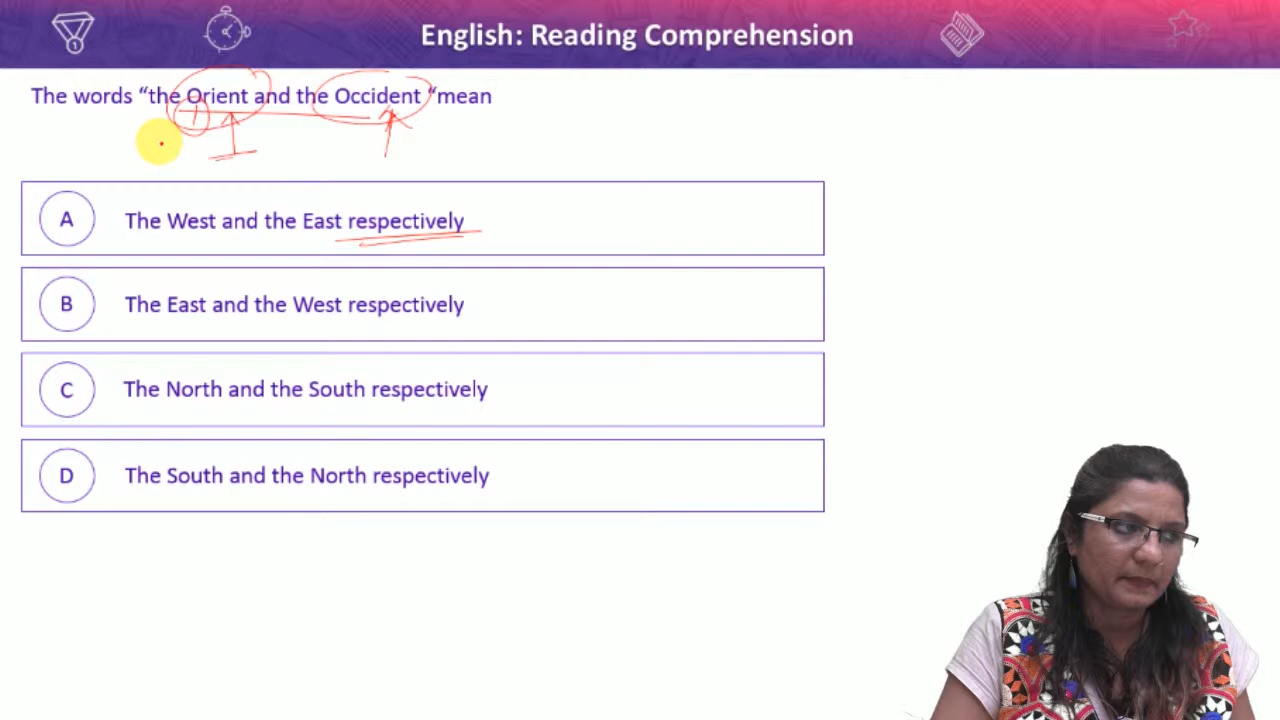 English: Reading Comprehension
The words “the Orient and the Occident “mean
A The West and the East respectively
B The East and the West respectively
C The North and the South respectively
D The South and the North respectively